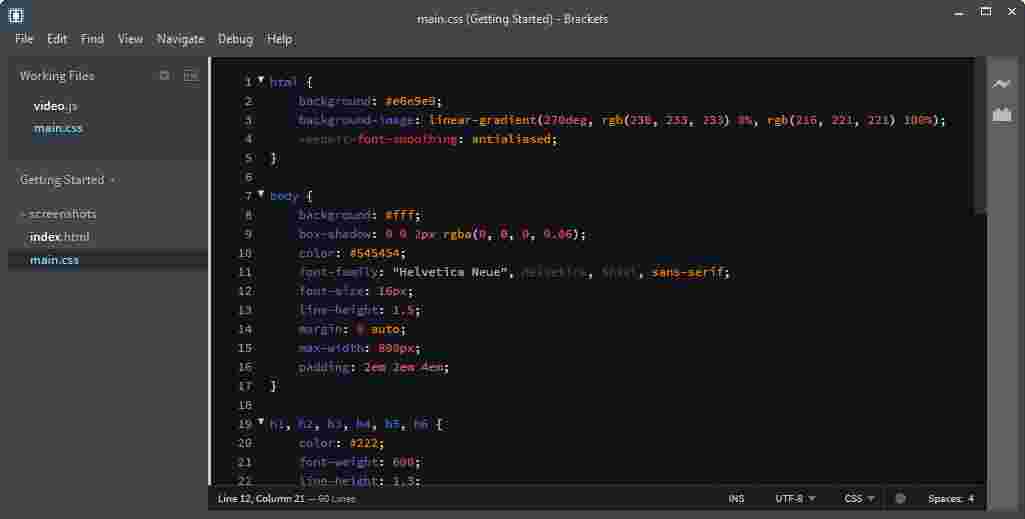 main.css (Getting Started) - Brackets
File Edit Find View Navigate Debug Help
Working Files
video.js
main.css
Getting Started
screenshots
index.html
main.css
1 html {
2 background: #e6e9e9;
3 background-image: linear-gradient(270deg, rgb(230, 233, 233) 0%, rgb(216, 221, 221) 100%);
4 -font-smoothing: antialiased;
5 }
6
7 body {
8 background: #fff;
9 box-shadow: 0 0 2px rgba(0, 0, 0, 0.06);
10 color: #545454;
11 font-family: "Helvetica Neue", Helvetica, Arial, sans-serif;
12 font-size: 16px;
13 line-height: 1.5;
14 margin: 0 auto;
15 max-width: 800px;
16 padding: 2em 2em 4em;
17 }
18
19 h1, h2, h3, h4, h5, h6 {
20 color: #222;
21 font-weight: 600;
22 line-height: 1.3;
Line 12, Column 21 — 60 Lines
INS UTF-8 CSS Spaces: 4